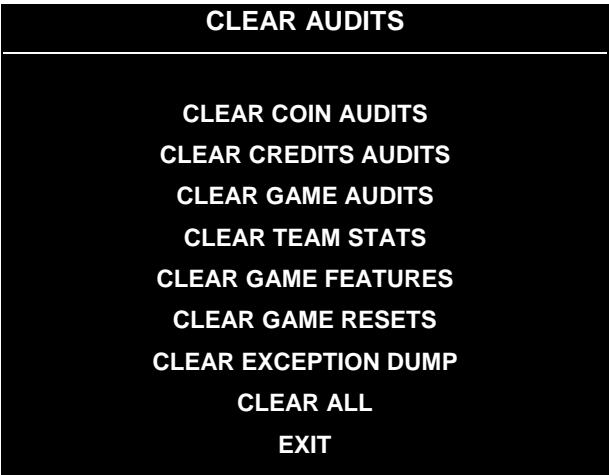 CLEAR AUDITS
CLEAR COIN AUDITS
CLEAR CREDITS AUDITS
CLEAR GAME AUDITS
CLEAR TEAM STATS
CLEAR GAME FEATURES
CLEAR GAME RESETS
CLEAR EXCEPTION DUMP
CLEAR ALL
EXIT